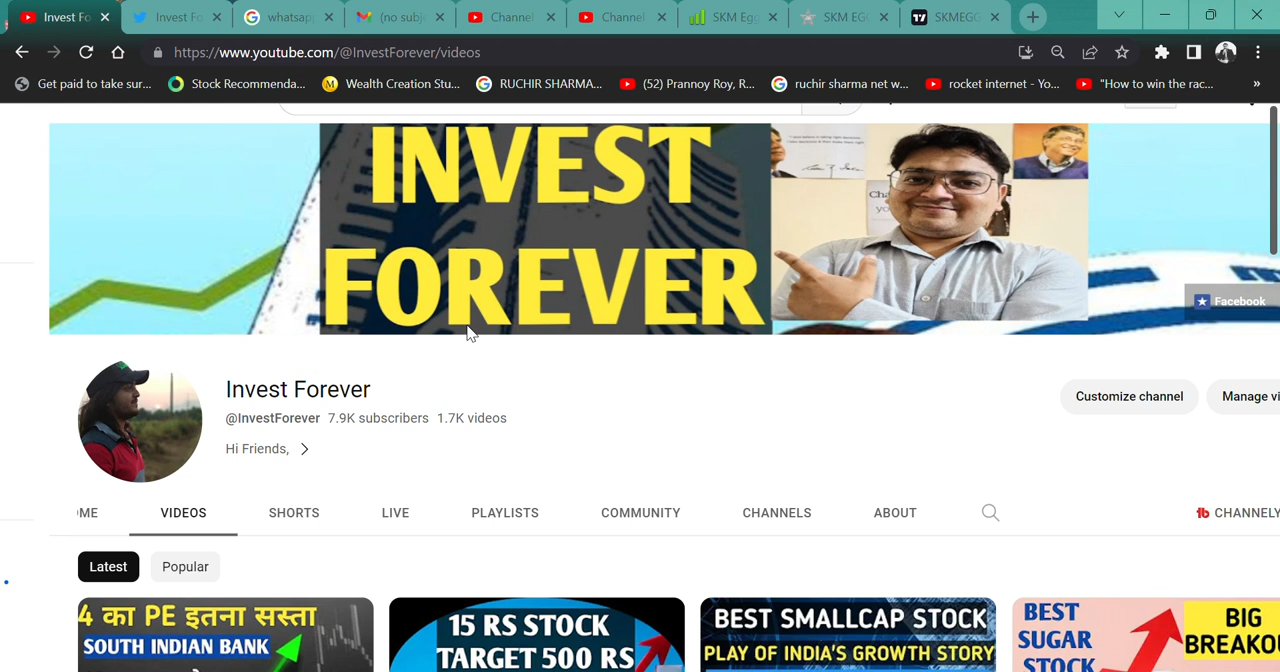 Invest Fo
Invest Fo
whatsap
(no subje
Channel
Channel
SKM Egg
SKM EGG
SKMEGG
https://www.youtube.com/@InvestForever/videos
Get paid to take sur...
Stock Recommenda...
Wealth Creation Stu...
RUCHIR SHARMA...
(52) Prannoy Roy, R...
ruchir sharma net w...
rocket internet - Yo...
"How to win the rac...
»
INVEST
FOREVER
Facebook
Invest Forever
@InvestForever 7.9K subscribers 1.7K videos
Hi Friends,
Customize channel
Manage vi
OME
VIDEOS
SHORTS
LIVE
PLAYLISTS
COMMUNITY
CHANNELS
ABOUT
CHANNELY
Latest
Popular
4 का PE इतना सस्ता
SOUTH INDIAN BANK
15 RS STOCK
TARGET 500 RS
BEST SMALLCAP STOCK
PLAY OF INDIA'S GROWTH STORY
BEST
SUGAR
STOCK
BIG
BREAKO